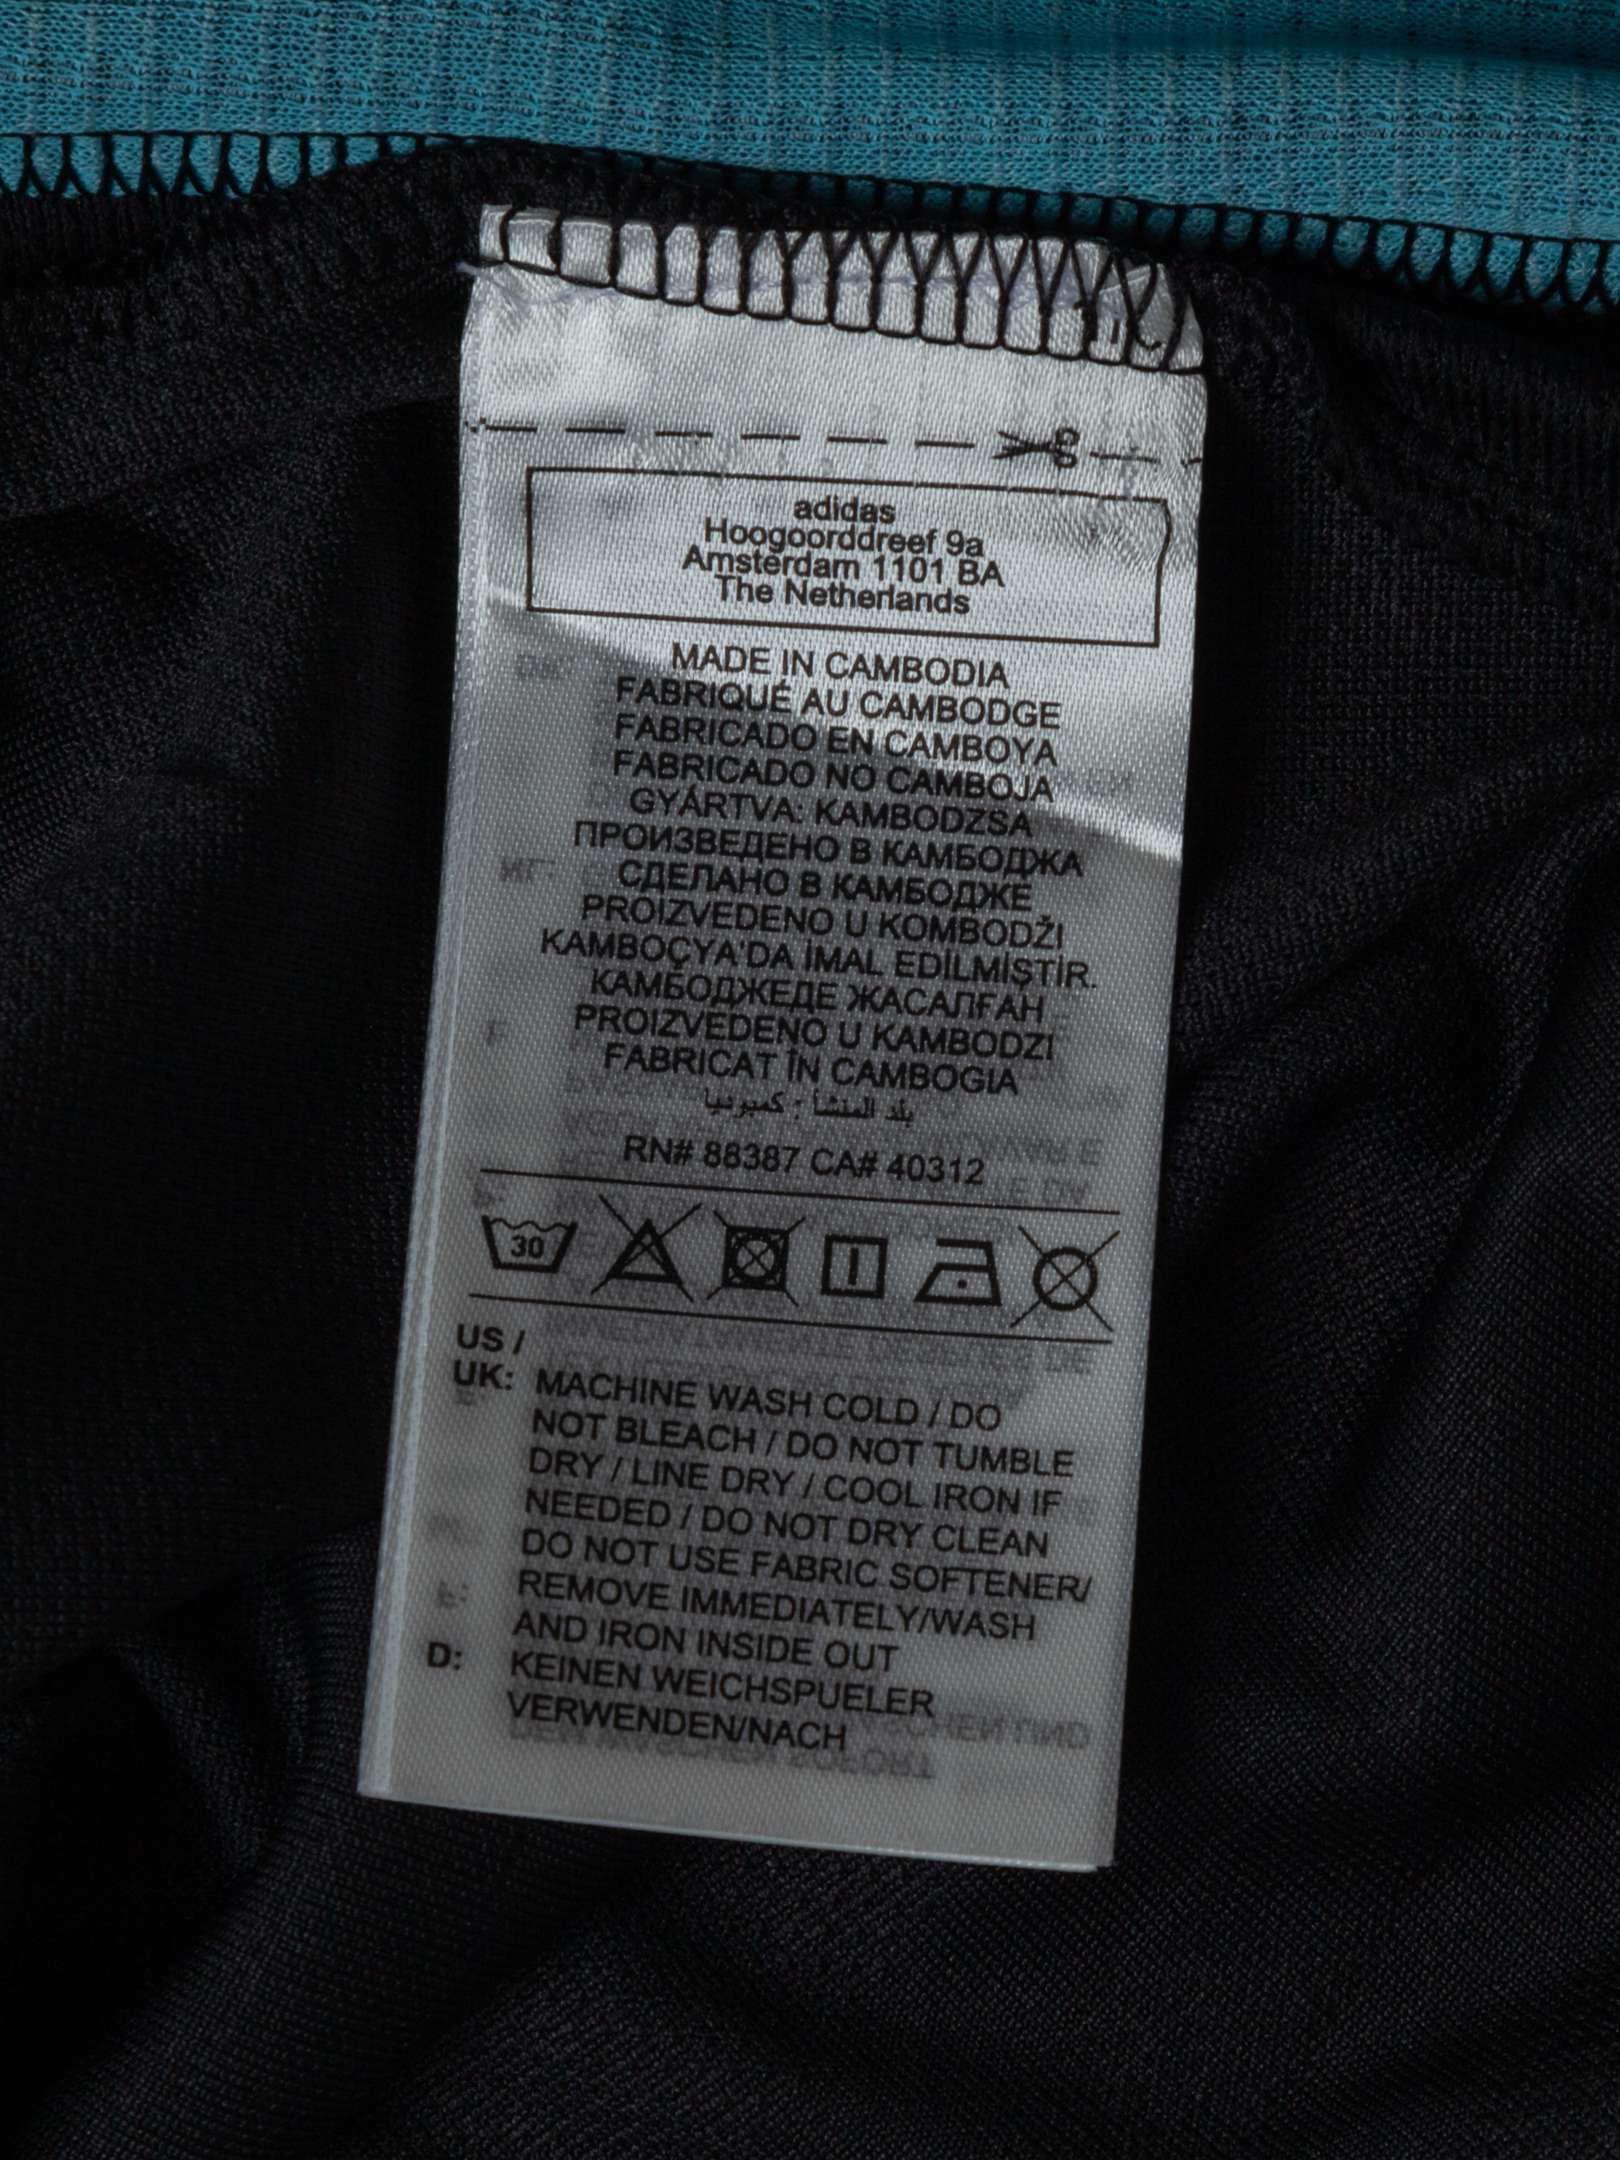 adidas
Hoogoorddreef 9a
Amsterdam 1101 BA
The Netherlands
MADE IN CAMBODIA
FABRIQUÉ AU CAMBODGE
FABRICADO EN CAMBOYA
FABRICADO NO CAMBOJA
GYÁRTVA: KAMBODZSA
ПРОИЗВЕДЕНО В КАМБОДЖА
СДЕЛАНО В КАМБОДЖЕ
PROIZVEDENO U KOMBODŽI
KAMBOÇYA'DA İMAL EDİLMİŞTİR.
КАМБОДЖЕДЕ ЖАСАЛҒАН
PROIZVEDENO U KAMBODZI
FABRICAT ÎN CAMBOGIA
بلد المنشأ : كمبوديا
RN# 88387 CA# 40312
30
US /
UK: MACHINE WASH COLD / DO
NOT BLEACH / DO NOT TUMBLE
DRY / LINE DRY / COOL IRON IF
NEEDED / DO NOT DRY CLEAN
DO NOT USE FABRIC SOFTENER/
REMOVE IMMEDIATELY/WASH
AND IRON INSIDE OUT
D: KEINEN WEICHSPUELER
VERWENDEN/NACH